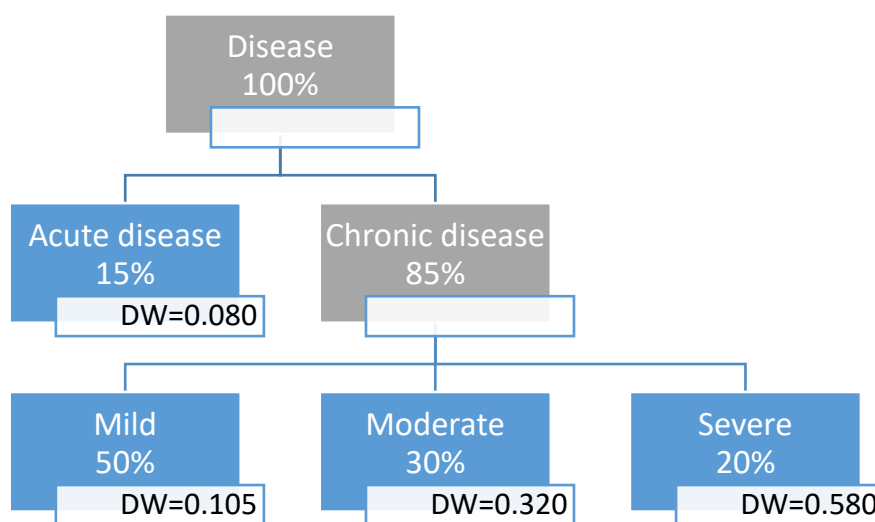 Disease
100%
Acute disease
15%
DW=0.080
Chronic disease
85%
Mild
50%
DW=0.105
Moderate
30%
DW=0.320
Severe
20%
DW=0.580